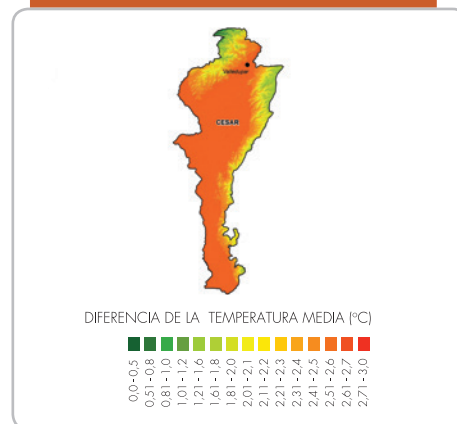 Valledupar
CESAR
DIFERENCIA DE LA TEMPERATURA MEDIA (ºC)
0,0 - 0,5
0,51 - 0,8
0,81 - 1,0
1,01 - 1,2
1,21 - 1,6
1,61 - 1,8
1,81 - 2,0
2,01 - 2,1
2,11 - 2,2
2,21 - 2,3
2,31 - 2,4
2,41 - 2,5
2,51 - 2,6
2,61 - 2,7
2,71 - 3,0